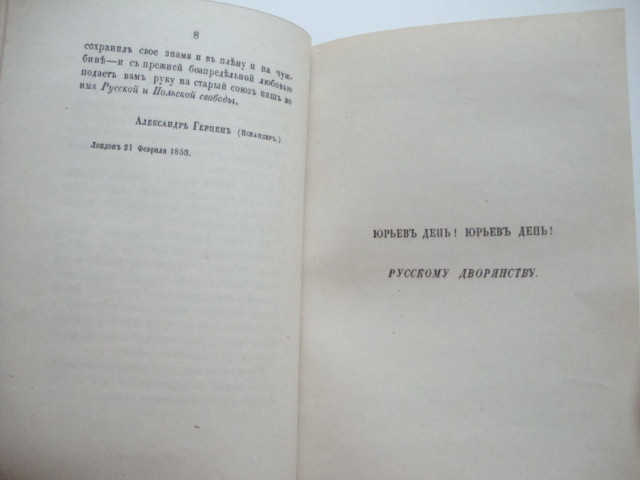 8
сохранилъ свое знамя и въ плѣну и на чуж-
бинѣ—и съ прежней безпредѣльной любовью
подаетъ вамъ руку на старый союзъ нашъ во
имя Русской и Польской свободы.
Александръ Герценъ (Искандеръ.)
Лондонъ 21 Февраля 1853.
ЮРЬЕВЪ ДЕНЬ! ЮРЬЕВЪ ДЕНЬ!
РУССКОМУ ДВОРЯНСТВУ.